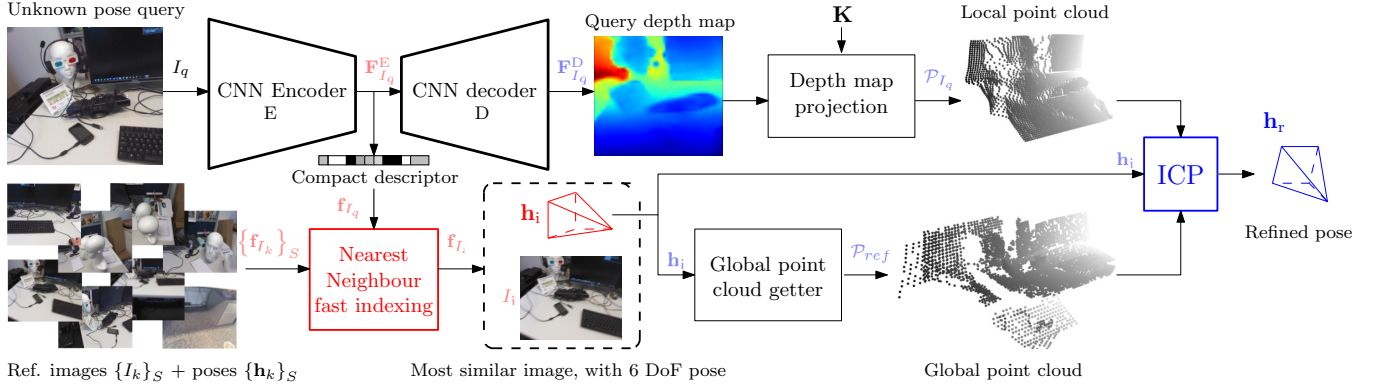 Unknown pose query
I_q
CNN Encoder
E
F^E_{I_q}
CNN decoder
D
F^D_{I_q}
Query depth map
K
Depth map
projection
P_{I_q}
Local point cloud
Compact descriptor
f_{I_q}
{f_{I_k}}_S
Nearest
Neighbour
fast indexing
f_{I_i}
h_i
I_i
h_i
h_i
Global point
cloud getter
P_{ref}
ICP
h_r
Refined pose
Ref. images {I_k}_S + poses {h_k}_S
Most similar image, with 6 DoF pose
Global point cloud